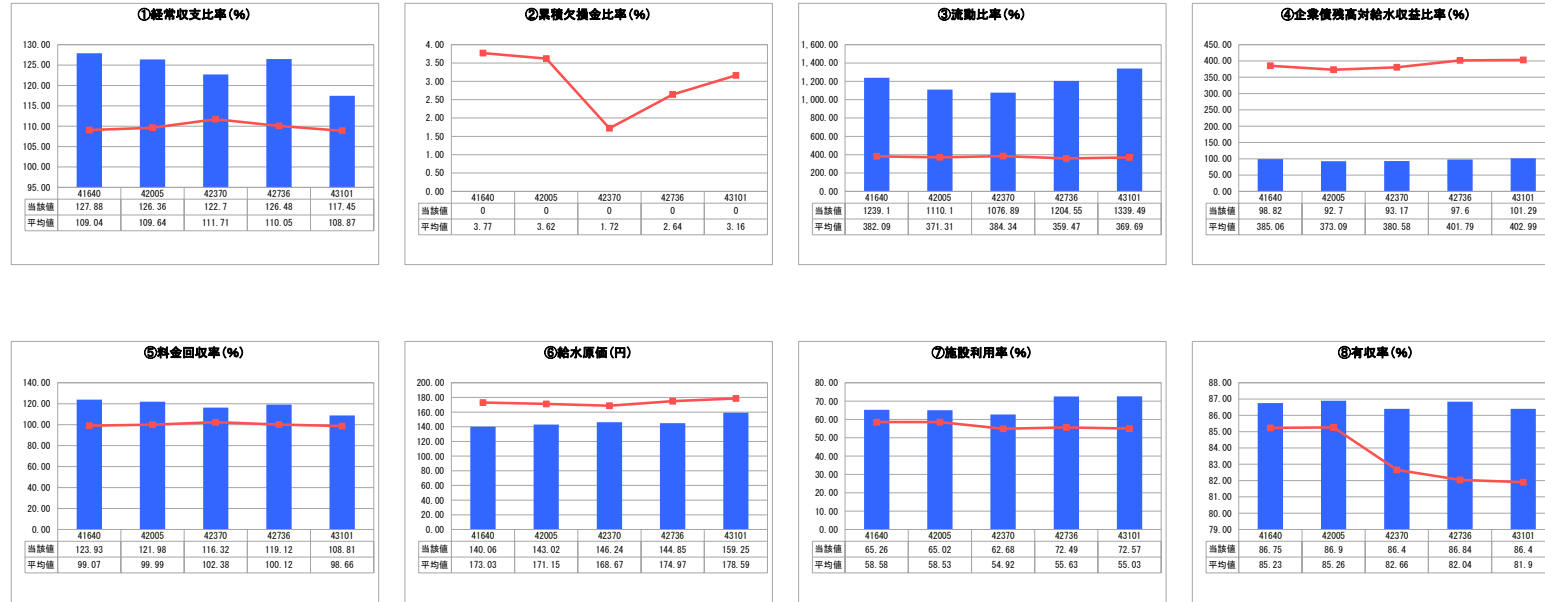 ①経常収支比率(％)
130.00
125.00
120.00
115.00
110.00
105.00
100.00
95.00
41640 42005 42370 42736 43101
当該値 127.88 126.36 122.7 126.48 117.45
平均値 109.04 109.64 111.71 110.05 108.87
②累積欠損金比率(％)
4.00
3.50
3.00
2.50
2.00
1.50
1.00
0.50
0.00
41640 42005 42370 42736 43101
当該値 0 0 0 0 0
平均値 3.77 3.62 1.72 2.64 3.16
③流動比率(％)
1,600.00
1,400.00
1,200.00
1,000.00
800.00
600.00
400.00
200.00
0.00
41640 42005 42370 42736 43101
当該値 1239.1 1110.1 1076.89 1204.55 1339.49
平均値 382.09 371.31 384.34 359.47 369.69
④企業債残高対給水収益比率(％)
450.00
400.00
350.00
300.00
250.00
200.00
150.00
100.00
50.00
0.00
41640 42005 42370 42736 43101
当該値 98.82 92.7 93.17 97.6 101.29
平均値 385.06 373.09 380.58 401.79 402.99
⑤料金回収率(％)
140.00
120.00
100.00
80.00
60.00
40.00
20.00
0.00
41640 42005 42370 42736 43101
当該値 123.93 121.98 116.32 119.12 108.81
平均値 99.07 99.99 102.38 100.12 98.66
⑥給水原価(円)
200.00
180.00
160.00
140.00
120.00
100.00
80.00
60.00
40.00
20.00
0.00
41640 42005 42370 42736 43101
当該値 140.06 143.02 146.24 144.85 159.25
平均値 173.03 171.15 168.67 174.97 178.59
⑦施設利用率(％)
80.00
70.00
60.00
50.00
40.00
30.00
20.00
10.00
0.00
41640 42005 42370 42736 43101
当該値 65.26 65.02 62.68 72.49 72.57
平均値 58.58 58.53 54.92 55.63 55.03
⑧有収率(％)
88.00
87.00
86.00
85.00
84.00
83.00
82.00
81.00
80.00
79.00
41640 42005 42370 42736 43101
当該値 86.75 86.9 86.4 86.84 86.4
平均値 85.23 85.26 82.66 82.04 81.9